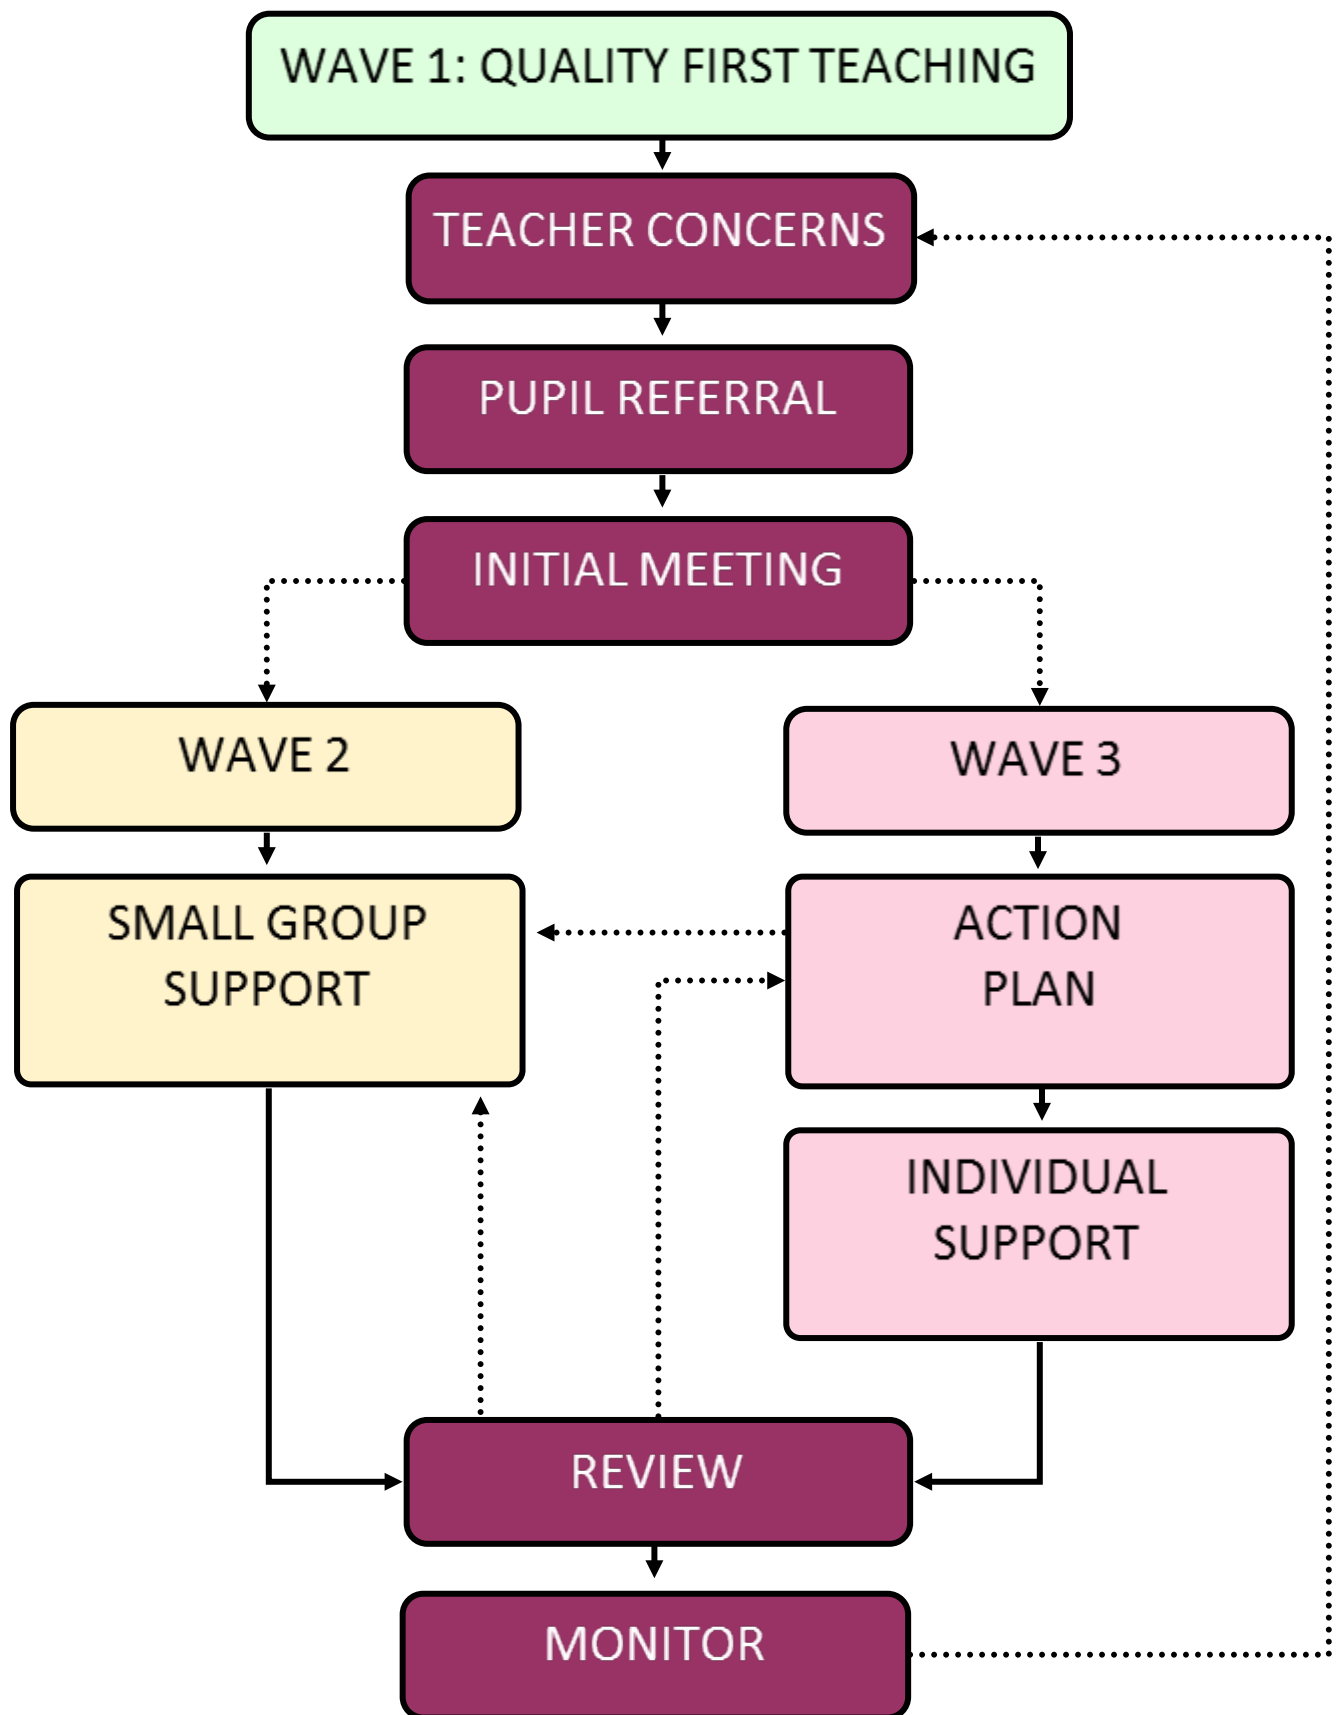 WAVE 1: QUALITY FIRST TEACHING
TEACHER CONCERNS
PUPIL REFERRAL
INITIAL MEETING
WAVE 2
WAVE 3
SMALL GROUP
SUPPORT
ACTION
PLAN
INDIVIDUAL
SUPPORT
REVIEW
MONITOR